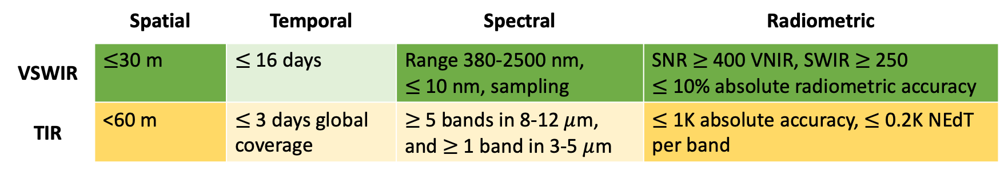 Spatial Temporal Spectral Radiometric
VSWIR
≤30 m
≤ 16 days
Range 380-2500 nm,
≤ 10 nm, sampling
SNR ≥ 400 VNIR, SWIR ≥ 250
≤ 10% absolute radiometric accuracy
TIR
<60 m
≤ 3 days global
coverage
≥ 5 bands in 8-12 𝜇m,
and ≥ 1 band in 3-5 𝜇m
≤ 1K absolute accuracy, ≤ 0.2K NEdT
per band